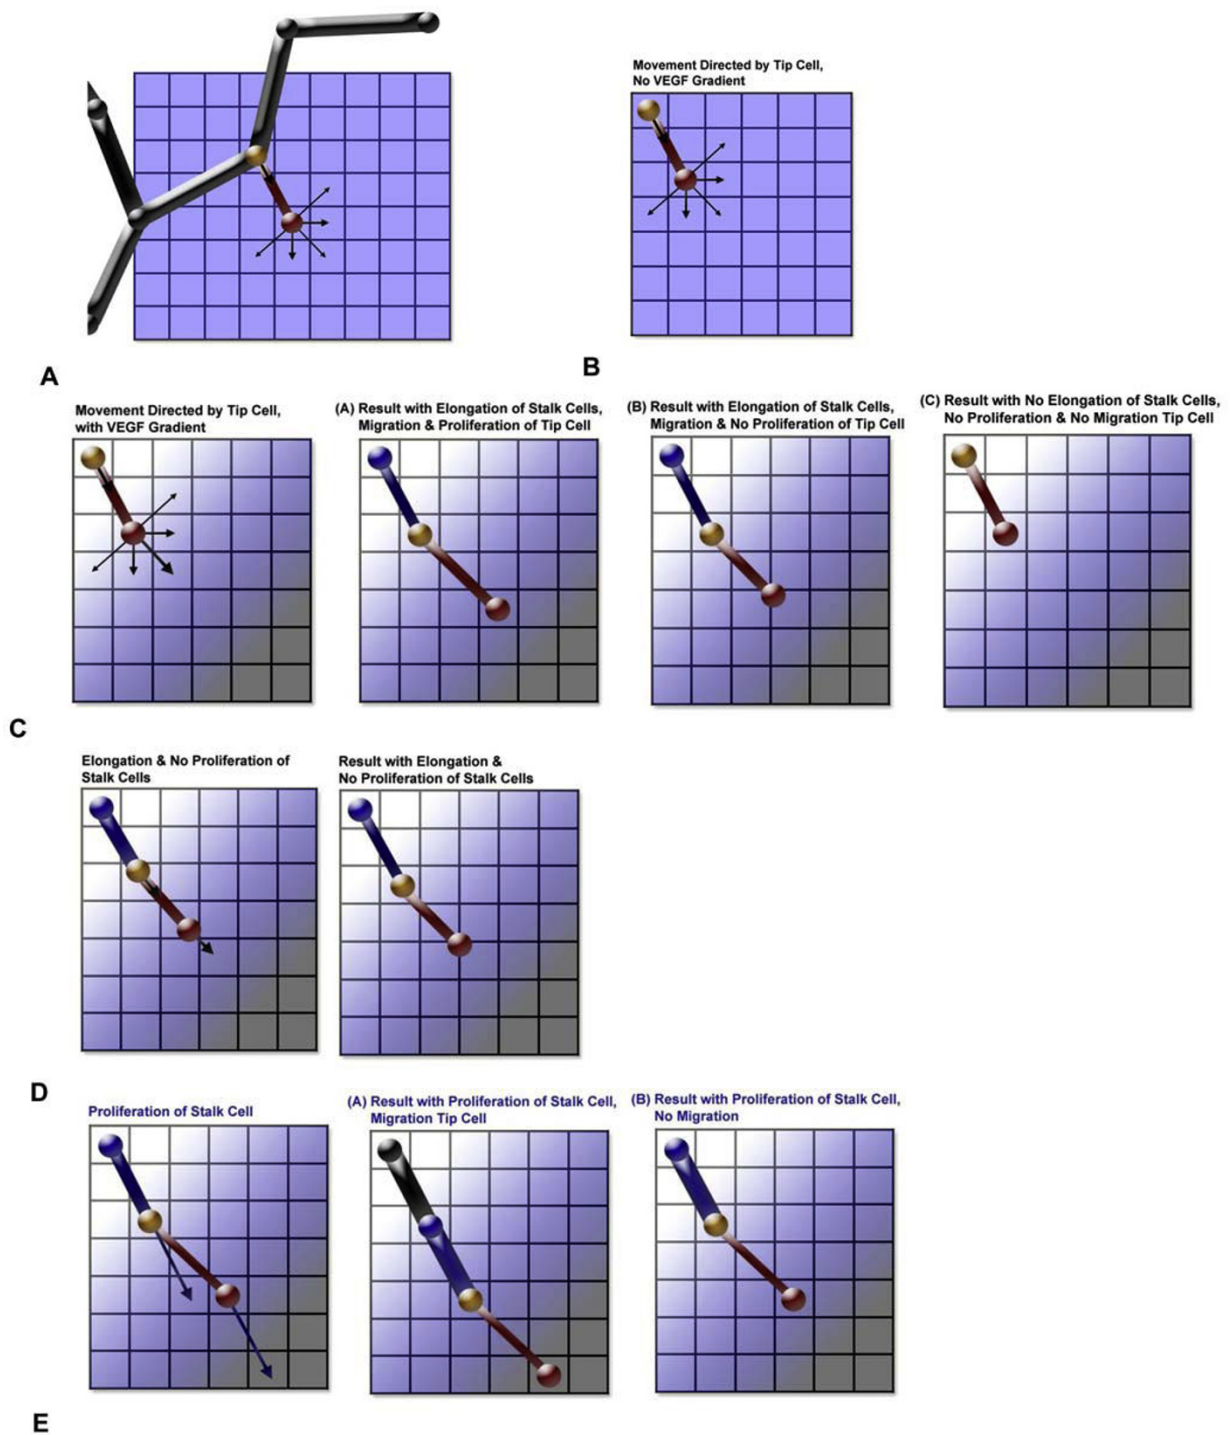 Movement Directed by Tip Cell,
No VEGF Gradient
A
B
Movement Directed by Tip Cell,
with VEGF Gradient
(A) Result with Elongation of Stalk Cells,
Migration & Proliferation of Tip Cell
(B) Result with Elongation of Stalk Cells,
Migration & No Proliferation of Tip Cell
(C) Result with No Elongation of Stalk Cells,
No Proliferation & No Migration Tip Cell
C
Elongation & No Proliferation of
Stalk Cells
Result with Elongation &
No Proliferation of Stalk Cells
D
Proliferation of Stalk Cell
(A) Result with Proliferation of Stalk Cell,
Migration Tip Cell
(B) Result with Proliferation of Stalk Cell,
No Migration
E